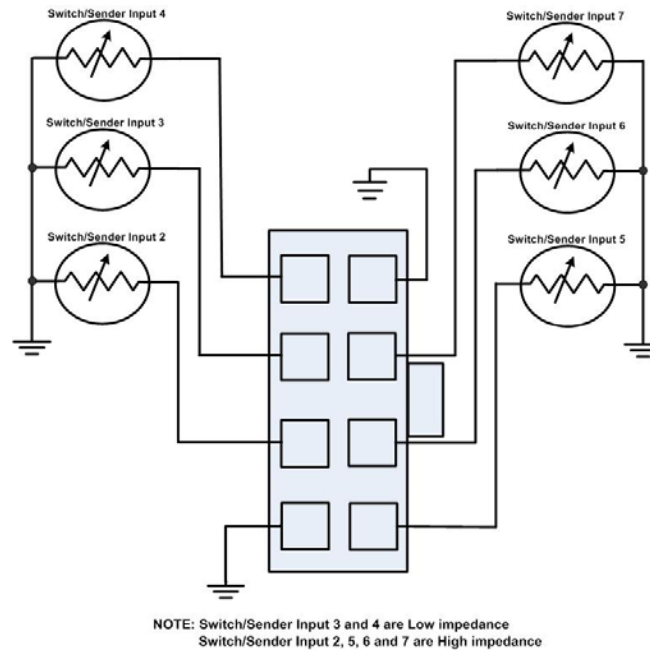 Switch/Sender Input 4
Switch/Sender Input 7
Switch/Sender Input 3
Switch/Sender Input 6
Switch/Sender Input 2
Switch/Sender Input 5
NOTE: Switch/Sender Input 3 and 4 are Low impedance
Switch/Sender Input 2, 5, 6 and 7 are High impedance